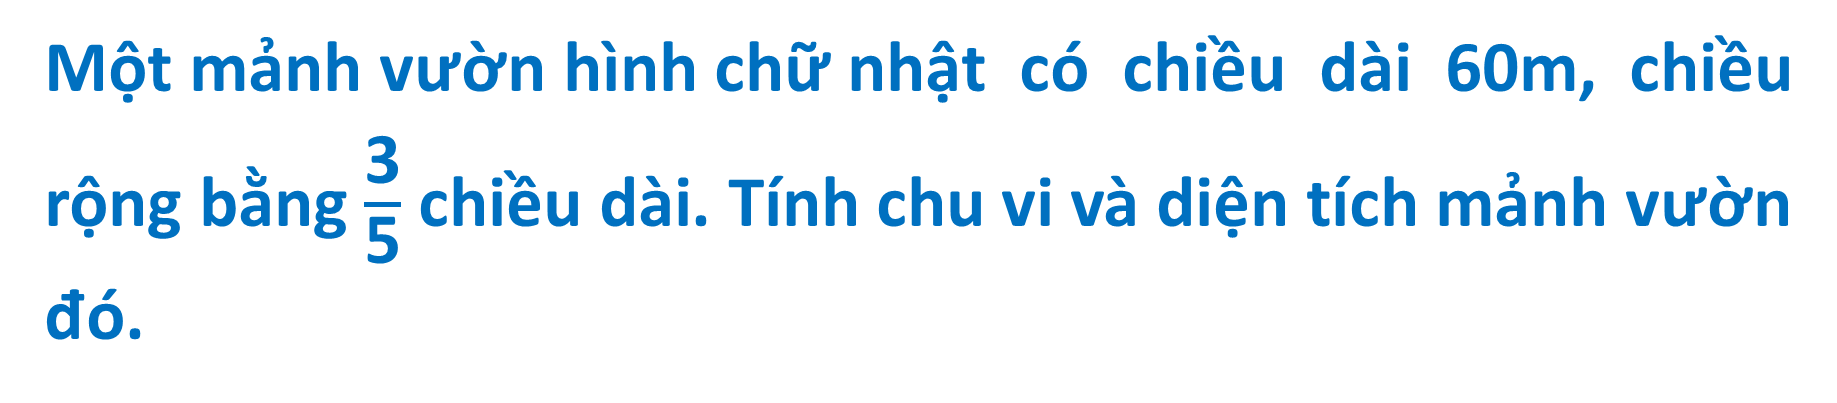 Một mảnh vườn hình chữ nhật có chiều dài 60m, chiều
rộng bằng 3/5 chiều dài. Tính chu vi và diện tích mảnh vườn
đó.